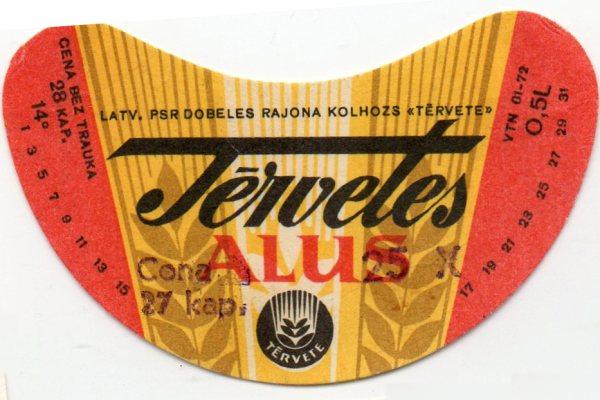 CENA BEZ TRAUKA
28 KAP.
14°
1 3 5 7 9 11 13 15
LATV. PSR DOBELES RAJONA KOLHOZS «TĒRVETE»
Tērvetes
ALUS
Cena
27 kap.
25 X
TĒRVETE
VTN 01-72
0,5L
17 19 21 23 25 27 29 31